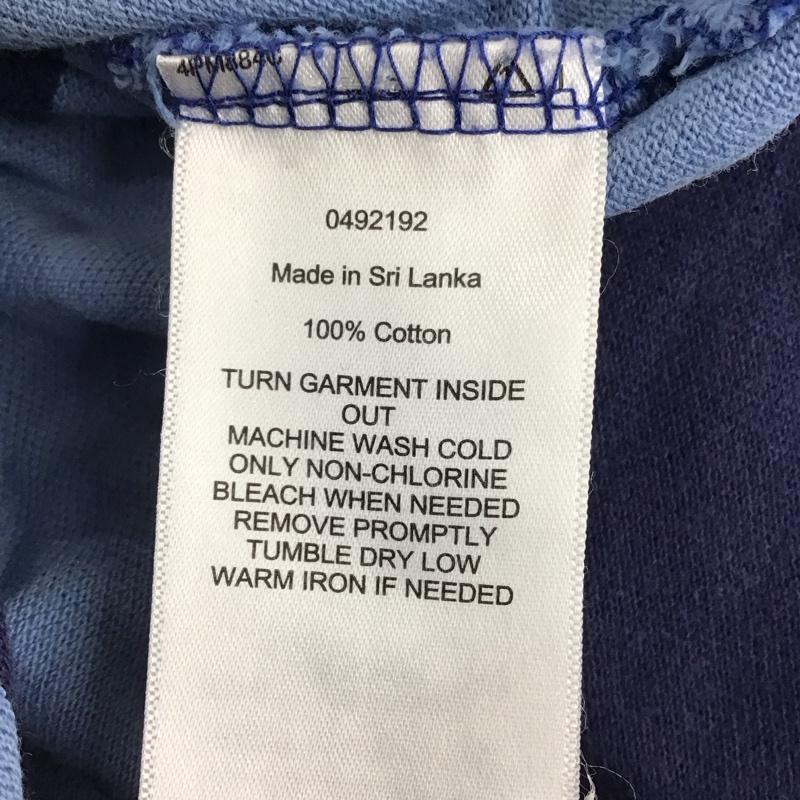 0492192
Made in Sri Lanka
100% Cotton
TURN GARMENT INSIDE
OUT
MACHINE WASH COLD
ONLY NON-CHLORINE
BLEACH WHEN NEEDED
REMOVE PROMPTLY
TUMBLE DRY LOW
WARM IRON IF NEEDED